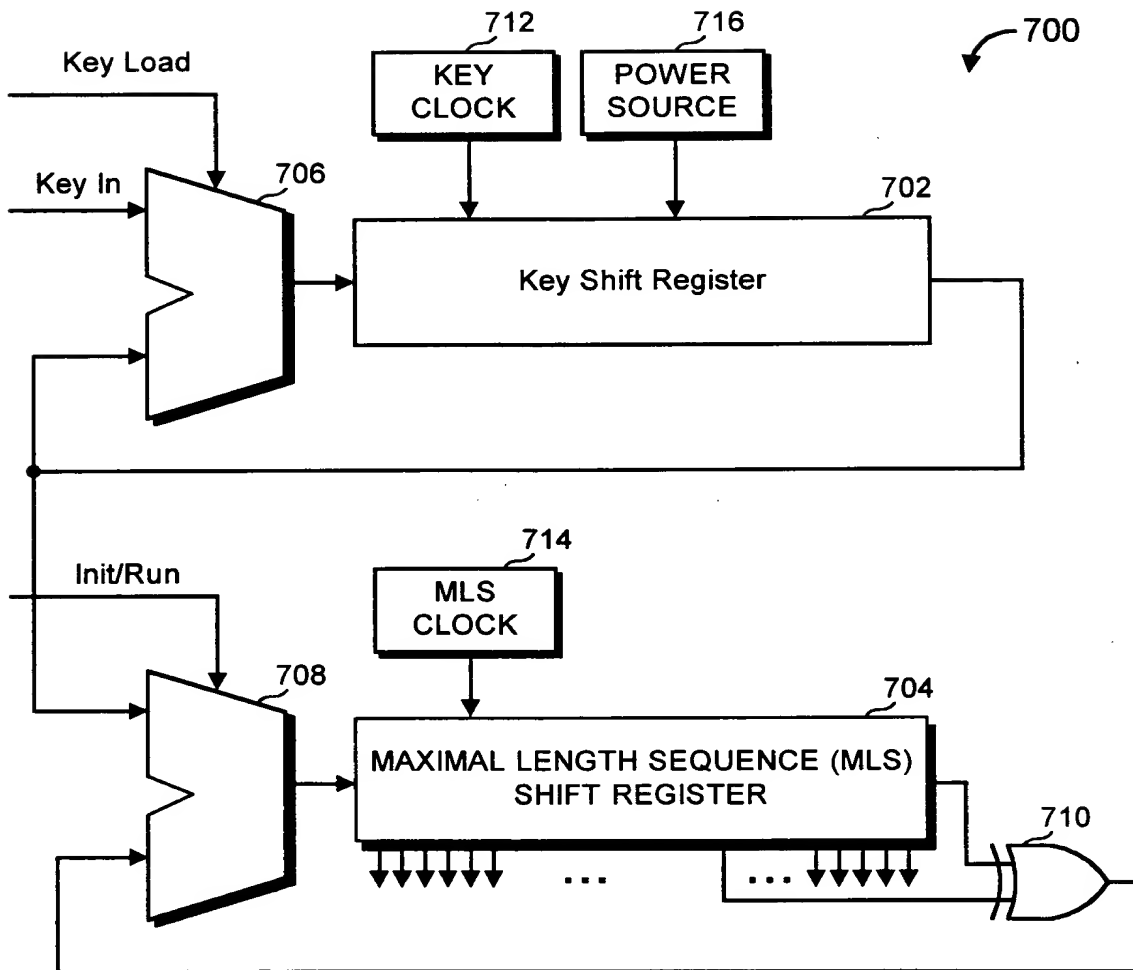 712
716
700
Key Load
KEY
CLOCK
POWER
SOURCE
Key In
706
702
Key Shift Register
714
Init/Run
MLS
CLOCK
708
704
MAXIMAL LENGTH SEQUENCE (MLS)
SHIFT REGISTER
710
... ...